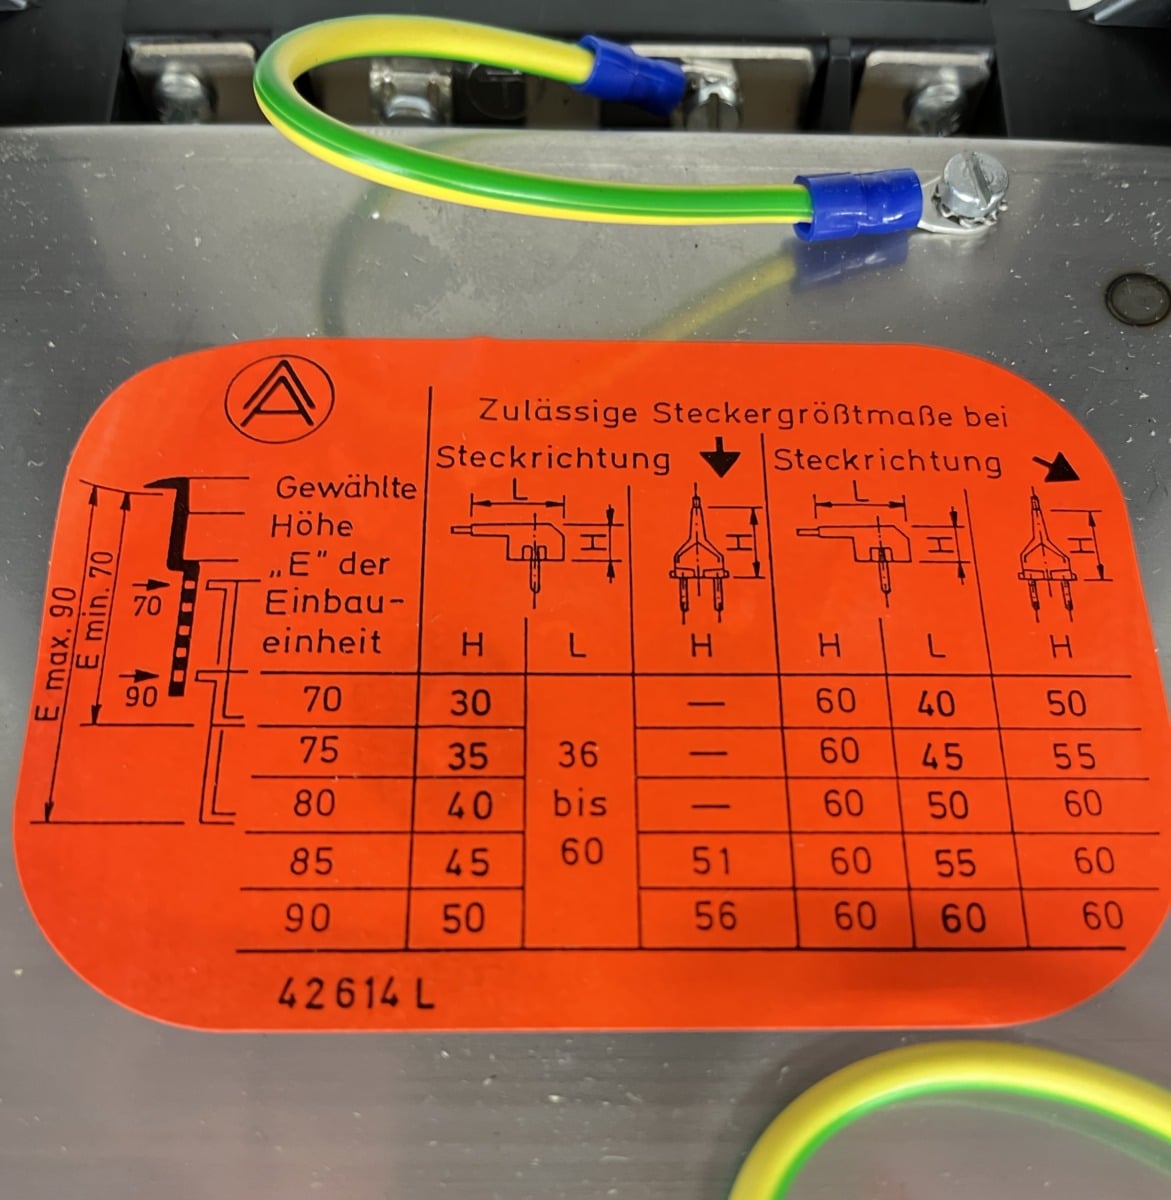 Zulässige Steckergrößtmaße bei
Steckrichtung
Steckrichtung
Gewählte
Höhe
„E” der
Einbau-
einheit
E max. 90
E min. 70
70
90
L
H
H
L
H
H
H L H H L H
70 30 — 60 40 50
75 35 36 — 60 45 55
80 40 bis — 60 50 60
85 45 60 51 60 55 60
90 50 56 60 60 60
42614 L